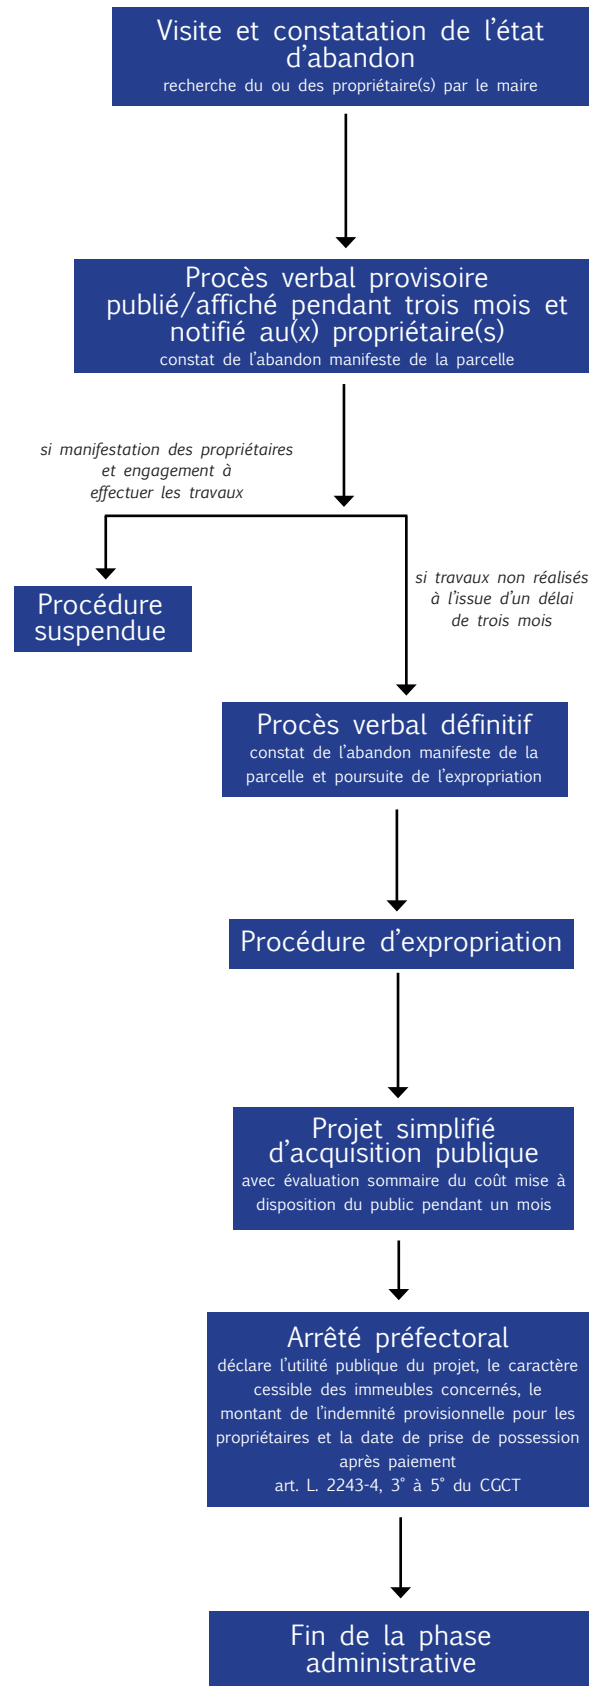 Visite et constatation de l'état
d'abandon
recherche du ou des propriétaire(s) par le maire
Procès verbal provisoire
publié/affiché pendant trois mois et
notifié au(x) propriétaire(s)
constat de l'abandon manifeste de la parcelle
si manifestation des propriétaires
et engagement à
effectuer les travaux
Procédure
suspendue
si travaux non réalisés
à l'issue d'un délai
de trois mois
Procès verbal définitif
constat de l'abandon manifeste de la
parcelle et poursuite de l'expropriation
Procédure d'expropriation
Projet simplifié
d'acquisition publique
avec évaluation sommaire du coût mise à
disposition du public pendant un mois
Arrêté préfectoral
déclare l'utilité publique du projet, le caractère
cessible des immeubles concernés, le
montant de l'indemnité provisionnelle pour les
propriétaires et la date de prise de possession
après paiement
art. L. 2243-4, 3° à 5° du CGCT
Fin de la phase
administrative